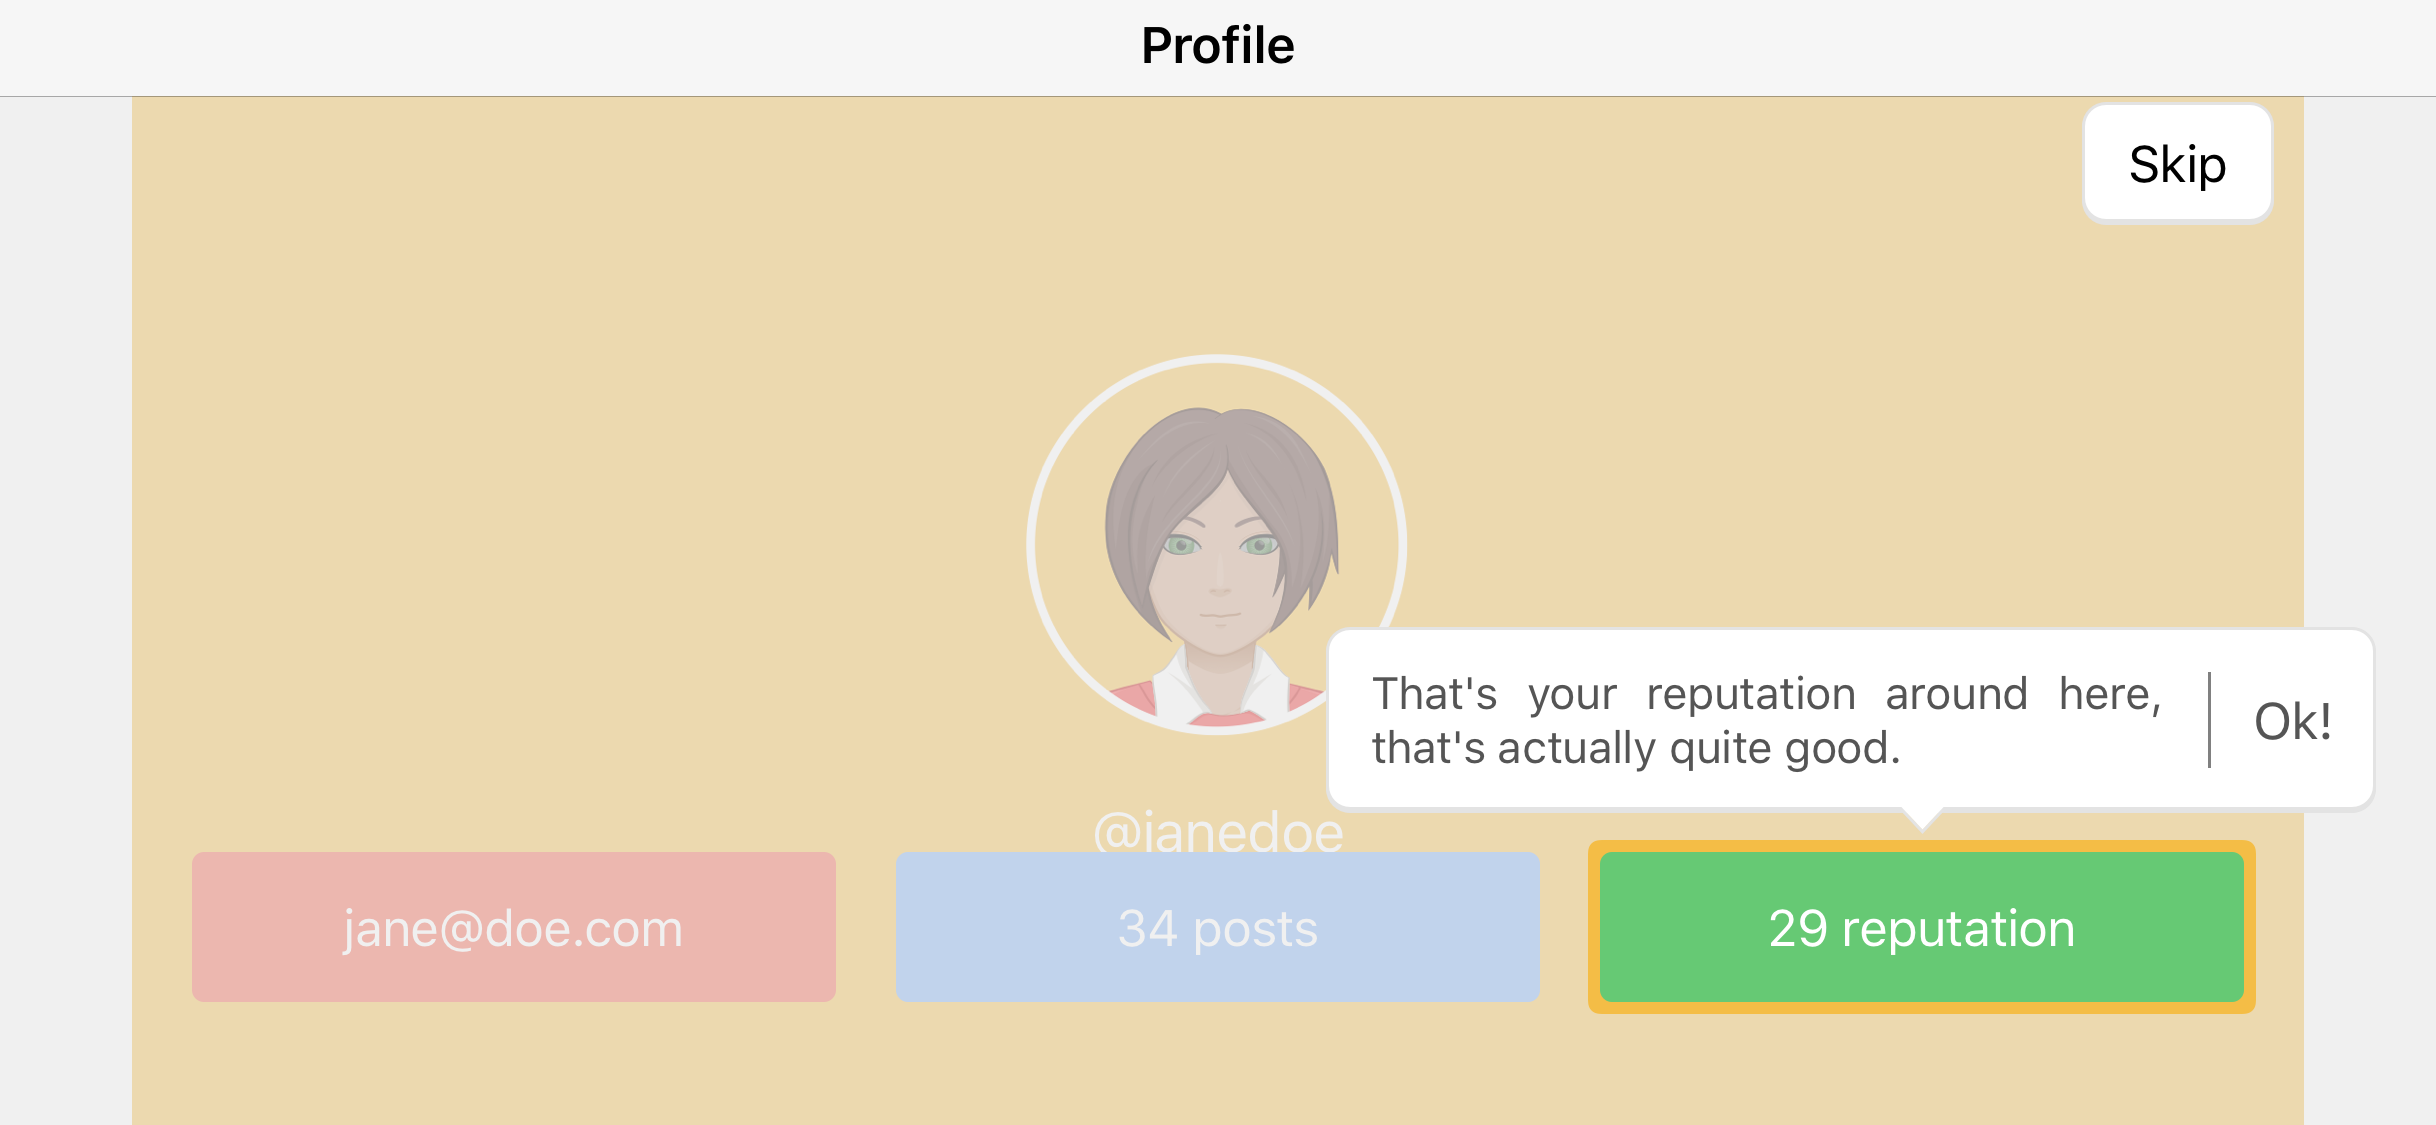 Profile
Skip
That's your reputation around here,
that's actually quite good.
Ok!
@janedoe
jane@doe.com
34 posts
29 reputation